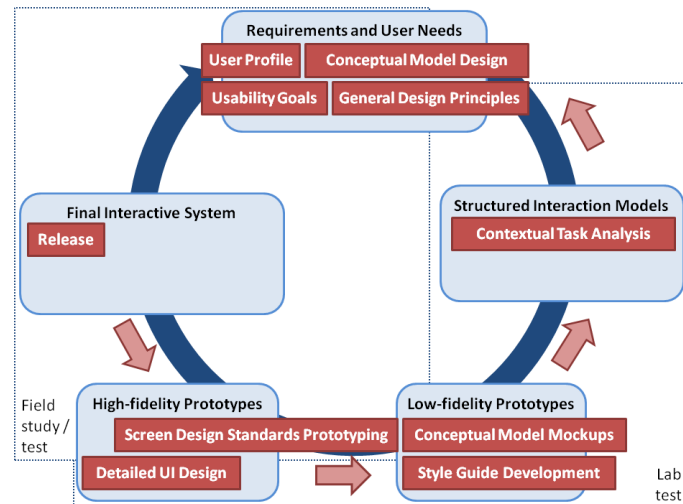 Requirements and User Needs
User Profile
Conceptual Model Design
Usability Goals
General Design Principles
Final Interactive System
Release
Structured Interaction Models
Contextual Task Analysis
High-fidelity Prototypes
Screen Design Standards Prototyping
Detailed UI Design
Low-fidelity Prototypes
Conceptual Model Mockups
Style Guide Development
Field
study /
test
Lab
test